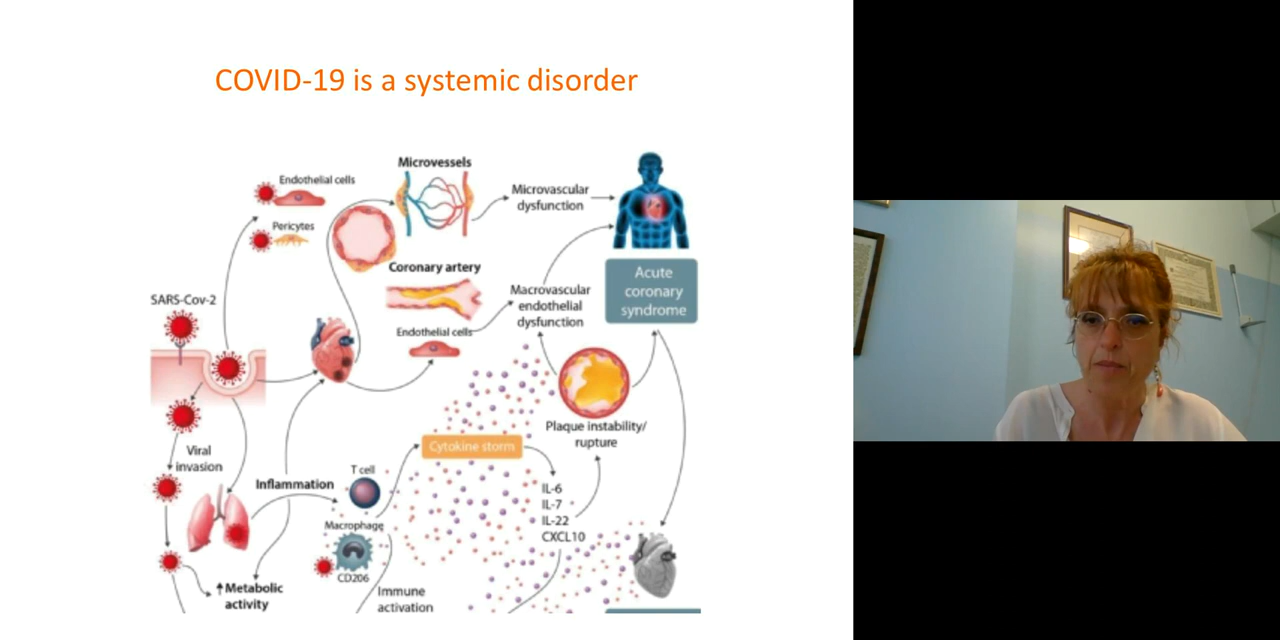 COVID-19 is a systemic disorder
Microvessels
Endothelial cells
Microvascular
dysfunction
Pericytes
Coronary artery
Acute
coronary
syndrome
SARS-Cov-2
Macrovascular
endothelial
dysfunction
Endothelial cells
Plaque instability/
rupture
Cytokine storm
Viral
invasion
T cell
Inflammation
IL-6
IL-7
IL-22
CXCL10
Macrophage
CD206
Metabolic
activity
Immune
activation